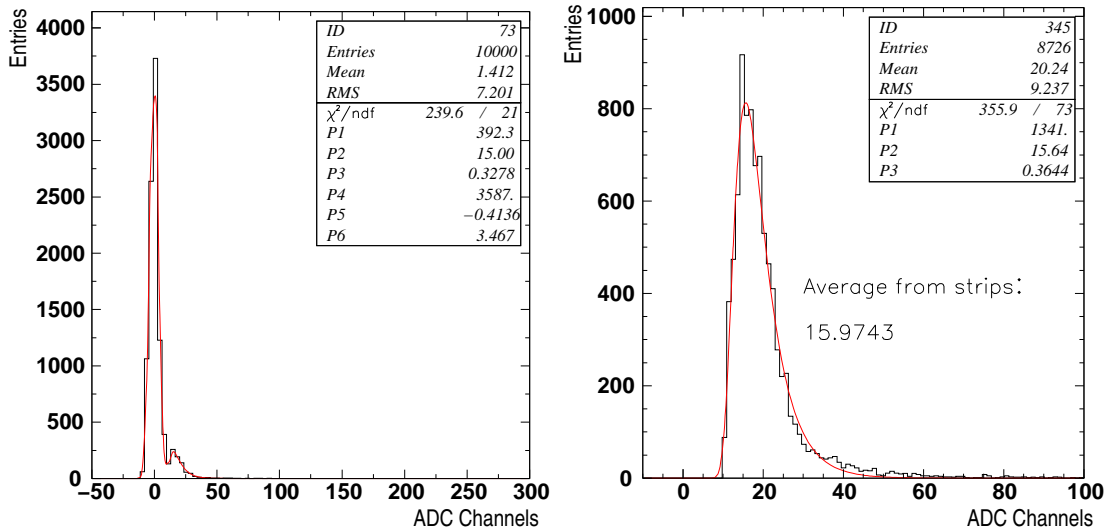 Entries
4000
3500
3000
2500
2000
1500
1000
500
0
−50 0 50 100 150 200 250 300
ADC Channels
ID 73
Entries 10000
Mean 1.412
RMS 7.201
χ²/ndf 239.6 / 21
P1 392.3
P2 15.00
P3 0.3278
P4 3587.
P5 −0.4136
P6 3.467
Entries
1000
800
600
400
200
0
0 20 40 60 80 100
ADC Channels
ID 345
Entries 8726
Mean 20.24
RMS 9.237
χ²/ndf 355.9 / 73
P1 1341.
P2 15.64
P3 0.3644
Average from strips:
15.9743